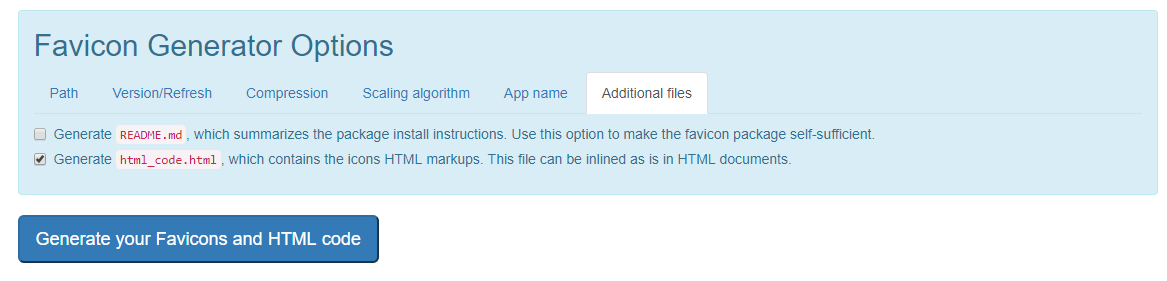 Favicon Generator Options
Path Version/Refresh Compression Scaling algorithm App name Additional files
Generate README.md, which summarizes the package install instructions. Use this option to make the favicon package self-sufficient.
Generate html_code.html, which contains the icons HTML markups. This file can be inlined as is in HTML documents.
Generate your Favicons and HTML code